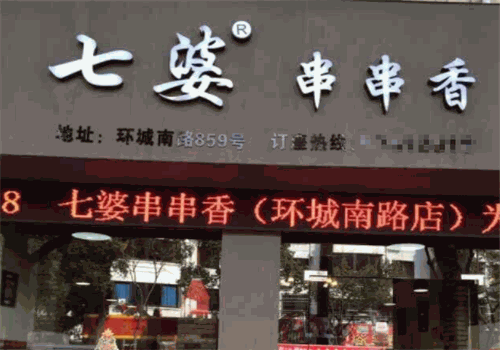 七婆® 串串香
地址：环城南路859号 订座热线
8 七婆串串香（环城南路店）为